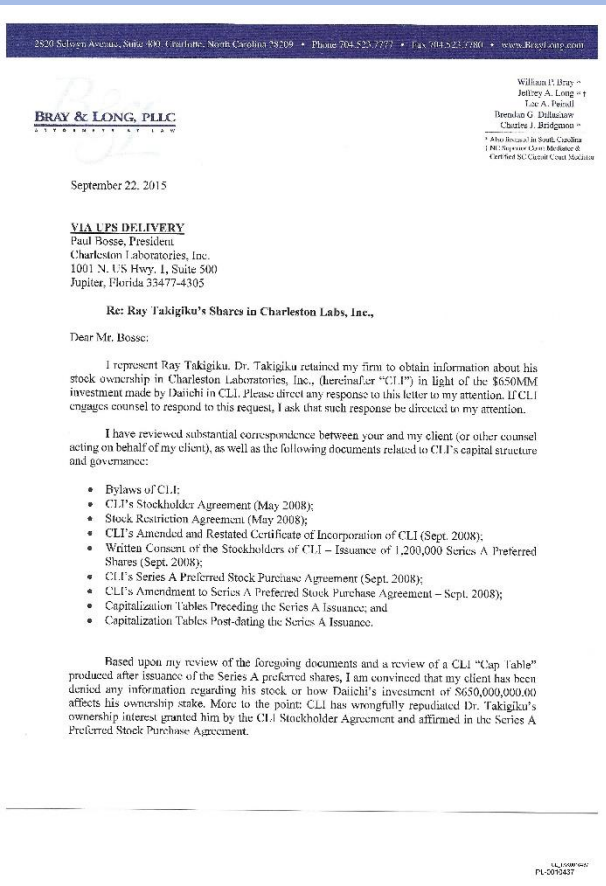 2820 Selwyn Avenue, Suite 400, Charlotte, North Carolina 28209 • Phone 704.523.7777 • Fax 704.523.7780 • www.BrayLong.com
William P. Bray *
Jeffrey A. Long * †
Lee A. Peindl
Brendan G. Dillashaw
Charles J. Bridgmon *
* Also licensed in South Carolina
† NC Superior Court Mediator &
Certified SC Circuit Court Mediator
BRAY & LONG, PLLC
ATTORNEYS AT LAW
September 22, 2015
VIA UPS DELIVERY
Paul Bosse, President
Charleston Laboratories, Inc.
1001 N. US Hwy. 1, Suite 500
Jupiter, Florida 33477-4305
Re: Ray Takigiku's Shares in Charleston Labs, Inc.,
Dear Mr. Bosse:
I represent Ray Takigiku. Dr. Takigiku retained my firm to obtain information about his
stock ownership in Charleston Laboratories, Inc., (hereinafter "CLI") in light of the $650MM
investment made by Daiichi in CLI. Please direct any response to this letter to my attention. If CLI
engages counsel to respond to this request, I ask that such response be directed to my attention.
I have reviewed substantial correspondence between your and my client (or other counsel
acting on behalf of my client), as well as the following documents related to CLI's capital structure
and governance:
• Bylaws of CLI;
• CLI's Stockholder Agreement (May 2008);
• Stock Restriction Agreement (May 2008);
• CLI's Amended and Restated Certificate of Incorporation of CLI (Sept. 2008);
• Written Consent of the Stockholders of CLI – Issuance of 1,200,000 Series A Preferred
Shares (Sept. 2008);
• CLI's Series A Preferred Stock Purchase Agreement (Sept. 2008);
• CLI's Amendment to Series A Preferred Stock Purchase Agreement – Sept. 2008);
• Capitalization Tables Preceding the Series A Issuance; and
• Capitalization Tables Post-dating the Series A Issuance.
Based upon my review of the foregoing documents and a review of a CLI "Cap Table"
produced after issuance of the Series A preferred shares, I am convinced that my client has been
denied any information regarding his stock or how Daiichi's investment of $650,000,000.00
affects his ownership stake. More to the point: CLI has wrongfully repudiated Dr. Takigiku's
ownership interest granted him by the CLI Stockholder Agreement and affirmed in the Series A
Preferred Stock Purchase Agreement.
PL-0010437